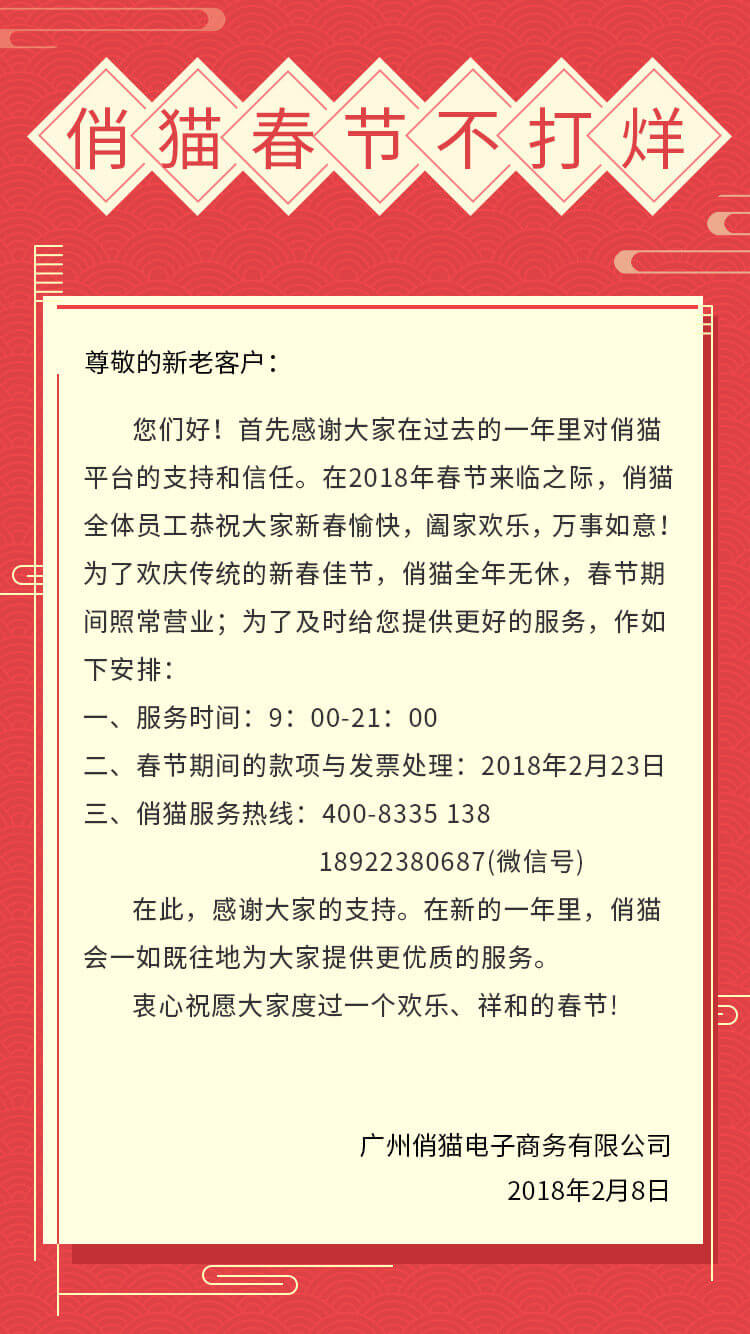 俏猫春节不打烊
尊敬的新老客户：
您们好！首先感谢大家在过去的一年里对俏猫
平台的支持和信任。在2018年春节来临之际，俏猫
全体员工恭祝大家新春愉快，阖家欢乐，万事如意！
为了欢庆传统的新春佳节，俏猫全年无休，春节期
间照常营业；为了及时给您提供更好的服务，作如
下安排：
一、服务时间：9：00-21：00
二、春节期间的款项与发票处理：2018年2月23日
三、俏猫服务热线：400-8335 138
18922380687(微信号)
在此，感谢大家的支持。在新的一年里，俏猫
会一如既往地为大家提供更优质的服务。
衷心祝愿大家度过一个欢乐、祥和的春节！
广州俏猫电子商务有限公司
2018年2月8日